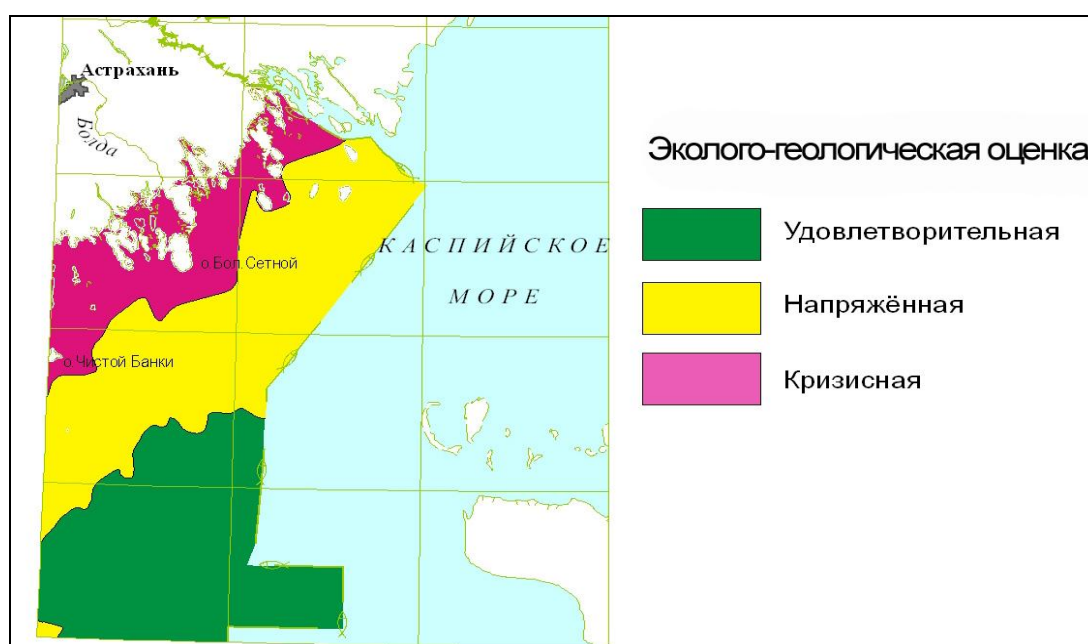 Астрахань
Болда
о.Бол.Сетной
о.Чистой Банки
КАСПИЙСКОЕ
МОРЕ
Эколого-геологическая оценка
Удовлетворительная
Напряжённая
Кризисная